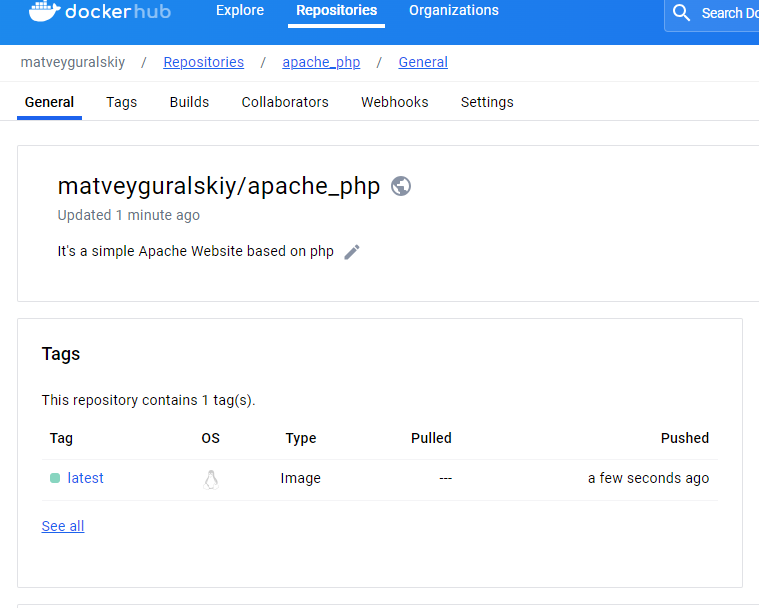 dockerhub Explore Repositories Organizations Search Do
matveyguralskiy / Repositories / apache_php / General
General Tags Builds Collaborators Webhooks Settings
matveyguralskiy/apache_php
Updated 1 minute ago
It's a simple Apache Website based on php
Tags
This repository contains 1 tag(s).
Tag OS Type Pulled Pushed
latest Image --- a few seconds ago
See all